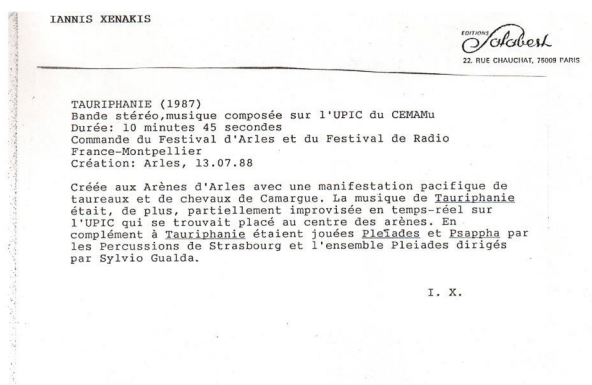 IANNIS XENAKIS
EDITIONS
Salabert
22, RUE CHAUCHAT, 75009 PARIS
TAURIPHANIE (1987)
Bande stéréo,musique composée sur l'UPIC du CEMAMu
Durée: 10 minutes 45 secondes
Commande du Festival d'Arles et du Festival de Radio
France-Montpellier
Création: Arles, 13.07.88
Créée aux Arènes d'Arles avec une manifestation pacifique de
taureaux et de chevaux de Camargue. La musique de Tauriphanie
était, de plus, partiellement improvisée en temps-réel sur
l'UPIC qui se trouvait placé au centre des arènes. En
complément à Tauriphanie étaient jouées Pleïades et Psappha par
les Percussions de Strasbourg et l'ensemble Pleiades dirigés
par Sylvio Gualda.
I. X.